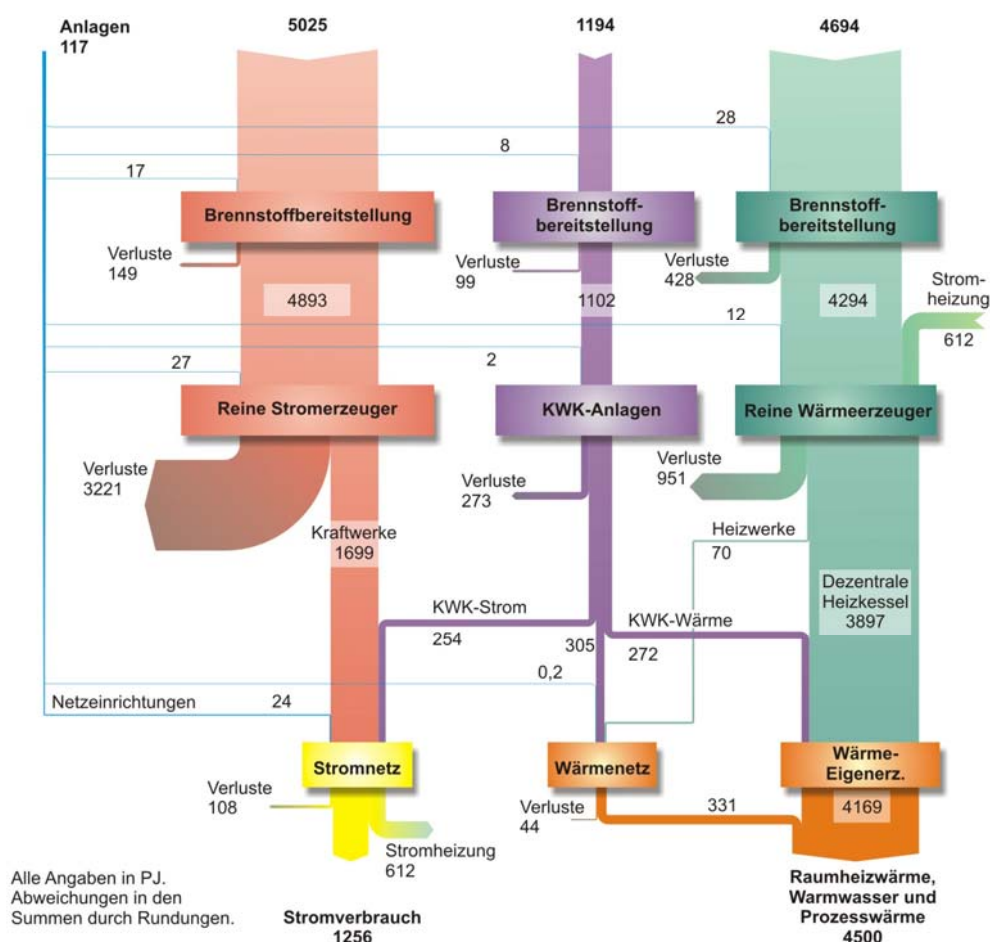 Anlagen
117
5025
1194
4694
28
8
17
Brennstoffbereitstellung
Brennstoff-
bereitstellung
Brennstoff-
bereitstellung
Verluste
149
Verluste
99
Verluste
428
4893
1102
4294
Strom-
heizung
612
12
2
27
Reine Stromerzeuger
KWK-Anlagen
Reine Wärmeerzeuger
Verluste
3221
Verluste
273
Verluste
951
Kraftwerke
1699
Heizwerke
70
Dezentrale
Heizkessel
3897
KWK-Strom
254
305
KWK-Wärme
272
0,2
Netzeinrichtungen
24
Stromnetz
Wärmenetz
Wärme-
Eigenerz.
Verluste
108
Verluste
44
331
4169
Stromheizung
612
Alle Angaben in PJ.
Abweichungen in den
Summen durch Rundungen.
Stromverbrauch
1256
Raumheizwärme,
Warmwasser und
Prozesswärme
4500